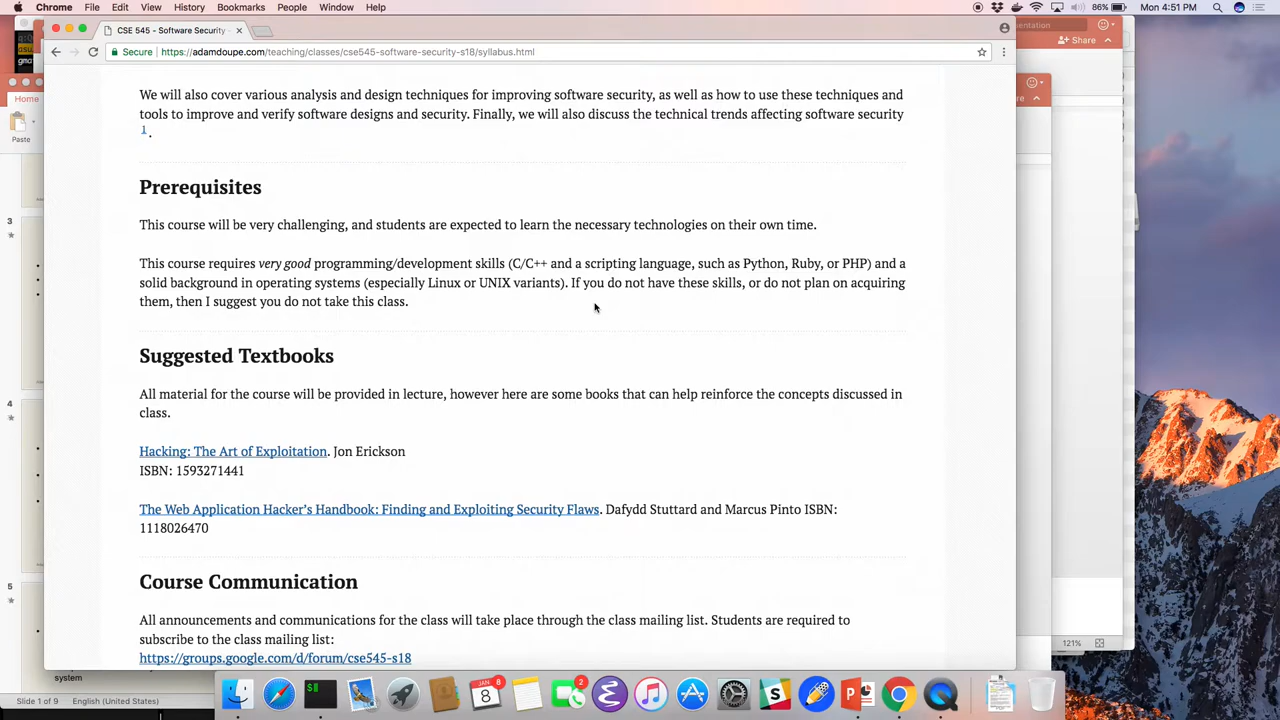 Chrome File Edit View History Bookmarks People Window Help
86% Mon 4:51 PM
CSE 545 - Software Security -
Secure https://adamdoupe.com/teaching/classes/cse545-software-security-s18/syllabus.html
Share
Home
Paste
We will also cover various analysis and design techniques for improving software security, as well as how to use these techniques and
tools to improve and verify software designs and security. Finally, we will also discuss the technical trends affecting software security
1 .
Prerequisites
This course will be very challenging, and students are expected to learn the necessary technologies on their own time.
This course requires very good programming/development skills (C/C++ and a scripting language, such as Python, Ruby, or PHP) and a
solid background in operating systems (especially Linux or UNIX variants). If you do not have these skills, or do not plan on acquiring
them, then I suggest you do not take this class.
3
Suggested Textbooks
All material for the course will be provided in lecture, however here are some books that can help reinforce the concepts discussed in
class.
4
Hacking: The Art of Exploitation. Jon Erickson
ISBN: 1593271441
The Web Application Hacker's Handbook: Finding and Exploiting Security Flaws. Dafydd Stuttard and Marcus Pinto ISBN:
1118026470
5
Course Communication
All announcements and communications for the class will take place through the class mailing list. Students are required to
subscribe to the class mailing list:
https://groups.google.com/d/forum/cse545-s18
121%
system
Slide 1 of 9 English (United States)
JAN 8
8
2